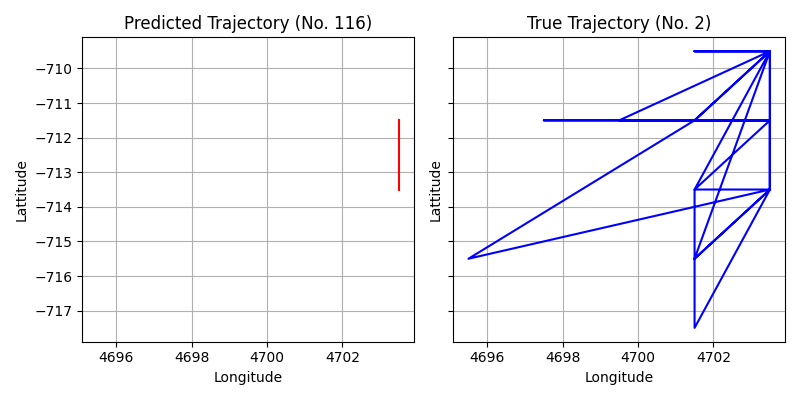 Predicted Trajectory (No. 116)
True Trajectory (No. 2)
−710
−711
−712
−713
−714
−715
−716
−717
Lattitude
Lattitude
4696
4698
4700
4702
4696
4698
4700
4702
Longitude
Longitude